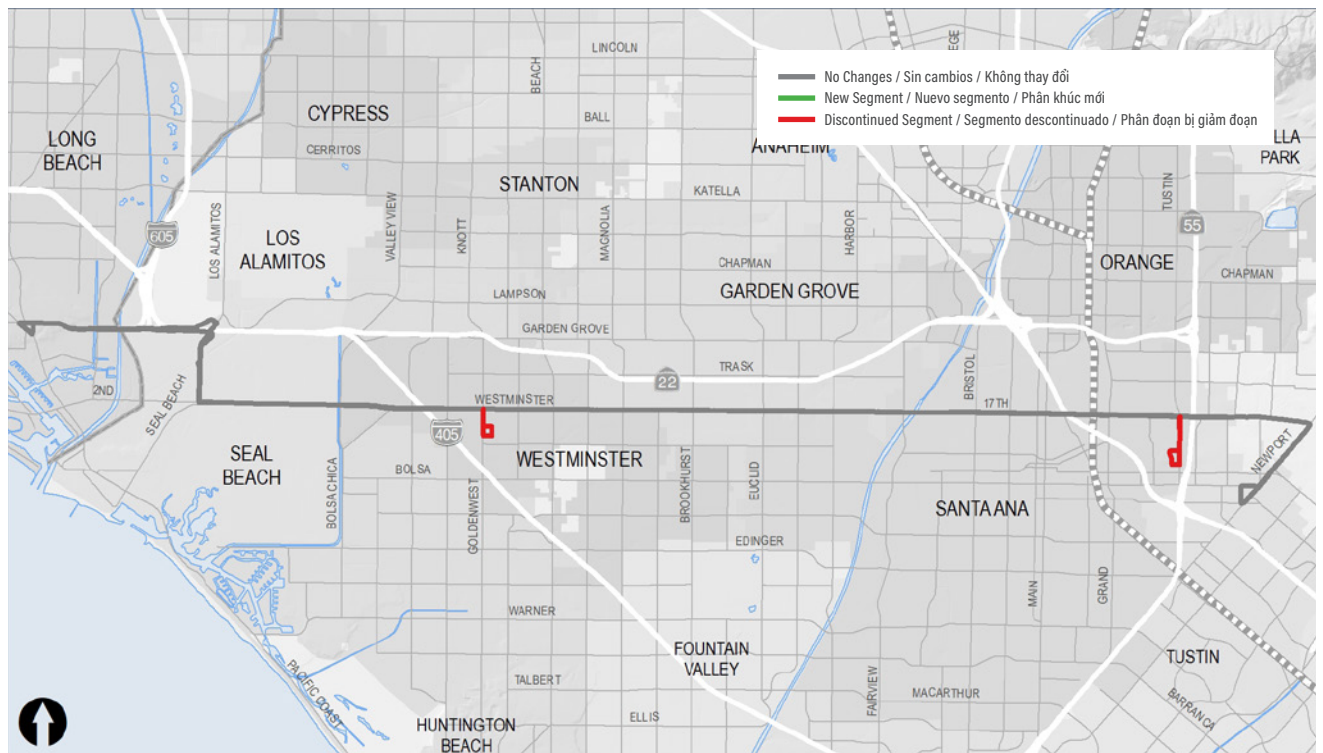 No Changes / Sin cambios / Không thay đổi
New Segment / Nuevo segmento / Phân khúc mới
Discontinued Segment / Segmento descontinuado / Phân đoạn bị giảm đoạn
LINCOLN
BEACH
EGE
CYPRESS
BALL
LONG
BEACH
CERRITOS
ANAHEIM
LLA
PARK
STANTON
KATELLA
TUSTIN
LOS ALAMITOS
VALLEY VIEW
KNOTT
MAGNOLIA
HARBOR
605
55
LOS
ALAMITOS
CHAPMAN
ORANGE
CHAPMAN
LAMPSON
GARDEN GROVE
GARDEN GROVE
TRASK
22
BRISTOL
2ND
SEAL BEACH
WESTMINSTER
17TH
405
SEAL
BEACH
BOLSA CHICA
BOLSA
GOLDENWEST
WESTMINSTER
BROOKHURST
EUCLID
NEWPORT
SANTA ANA
EDINGER
MAIN
GRAND
WARNER
FOUNTAIN
VALLEY
TUSTIN
PACIFIC COAST
TALBERT
FAIRVIEW
MACARTHUR
BARRANCA
ELLIS
HUNTINGTON
BEACH